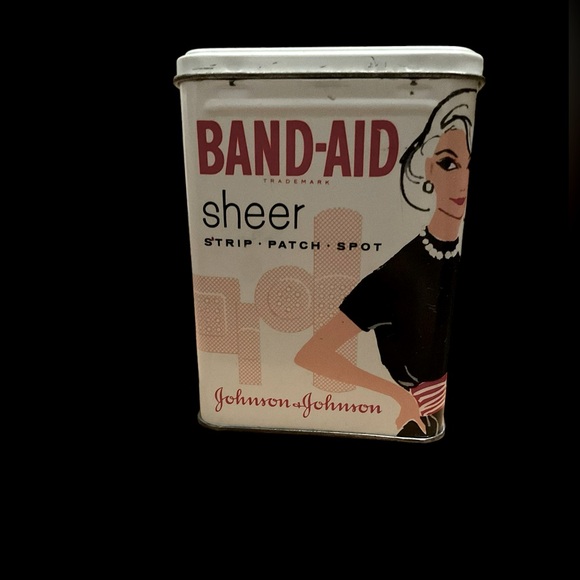 BAND-AID
TRADEMARK
sheer
STRIP · PATCH · SPOT
Johnson & Johnson